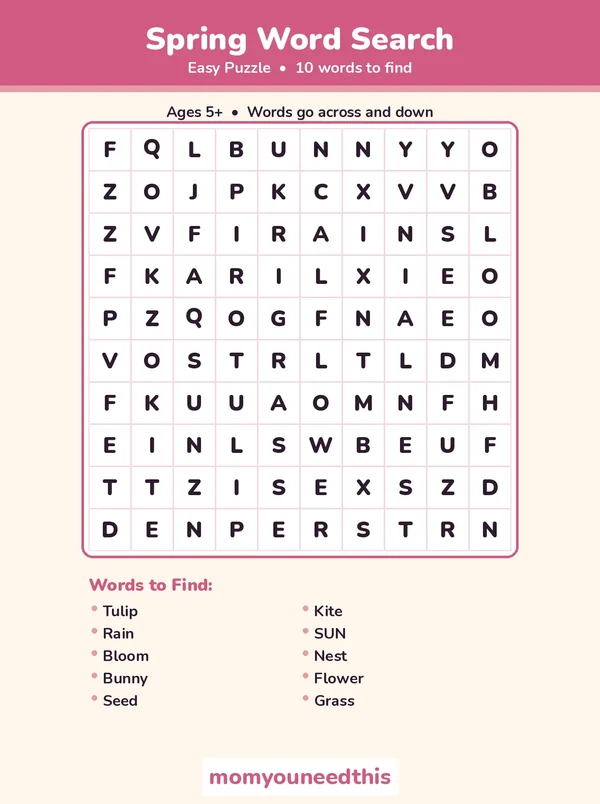 Spring Word Search
Easy Puzzle • 10 words to find
Ages 5+ • Words go across and down
F Q L B U N N Y Y O
Z O J P K C X V V B
Z V F I R A I N S L
F K A R I L X I E O
P Z Q O G F N A E O
V O S T R L T L D M
F K U U A O M N F H
E I N L S W B E U F
T T Z I S E X S Z D
D E N P E R S T R N
Words to Find:
• Tulip • Kite
• Rain • SUN
• Bloom • Nest
• Bunny • Flower
• Seed • Grass
momyouneedthis